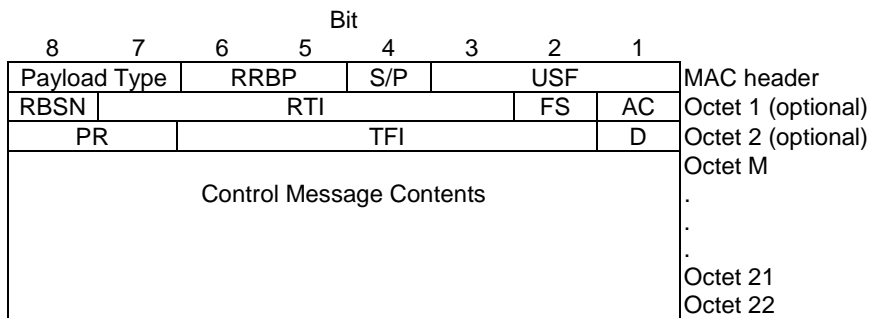 Bit
8 7 6 5 4 3 2 1
Payload Type RRBP S/P USF MAC header
RBSN RTI FS AC Octet 1 (optional)
PR TFI D Octet 2 (optional)
Octet M
Control Message Contents .
.
.
Octet 21
Octet 22